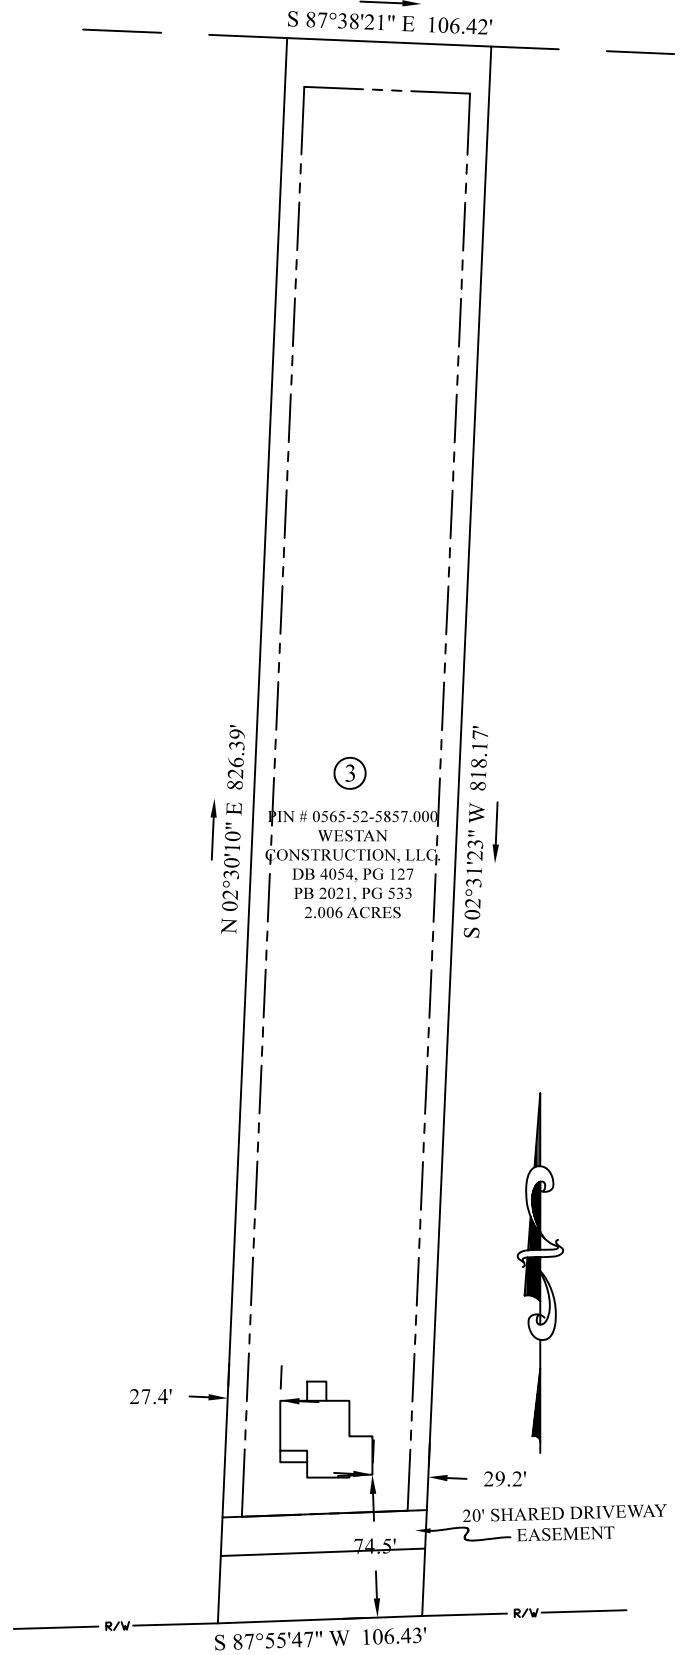 S 87°38'21" E 106.42'
N 02°30'10" E 826.39'
S 02°31'23" W 818.17'
3
PIN # 0565-52-5857.000
WESTAN
CONSTRUCTION, LLC.
DB 4054, PG 127
PB 2021, PG 533
2.006 ACRES
27.4'
29.2'
20' SHARED DRIVEWAY
EASEMENT
74.5'
R/W
R/W
S 87°55'47" W 106.43'